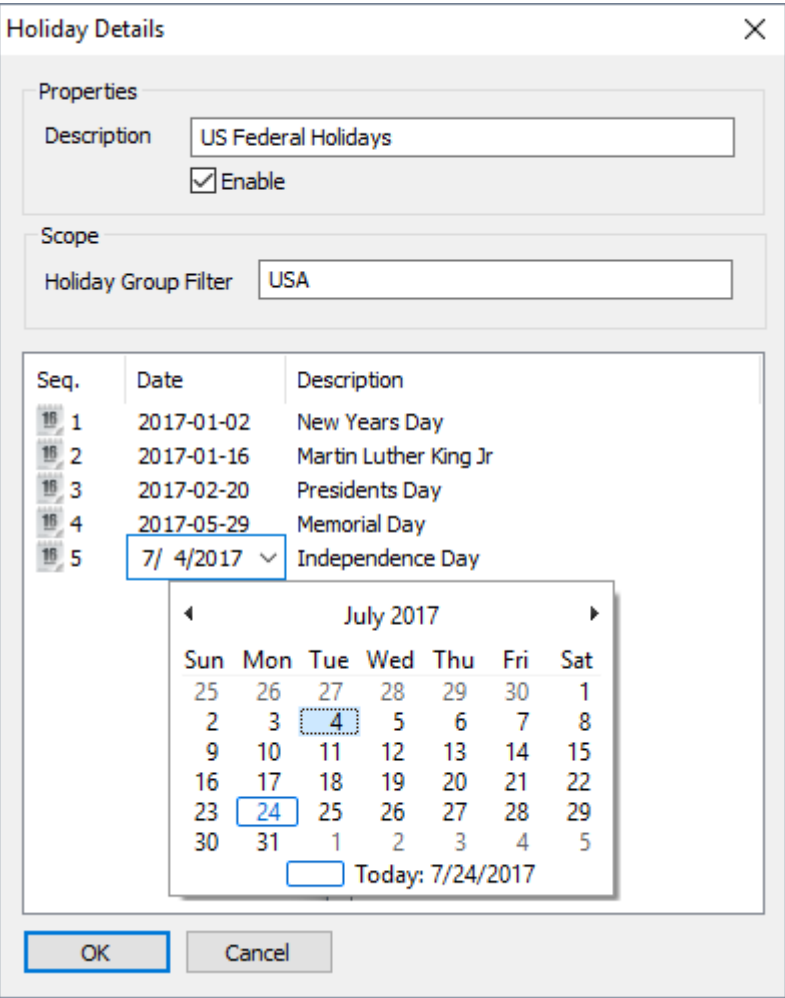 Holiday Details
Properties
Description US Federal Holidays
Enable
Scope
Holiday Group Filter USA
Seq. Date Description
16 1 2017-01-02 New Years Day
16 2 2017-01-16 Martin Luther King Jr
16 3 2017-02-20 Presidents Day
16 4 2017-05-29 Memorial Day
16 5 7/ 4/2017 Independence Day
July 2017
Sun Mon Tue Wed Thu Fri Sat
25 26 27 28 29 30 1
2 3 4 5 6 7 8
9 10 11 12 13 14 15
16 17 18 19 20 21 22
23 24 25 26 27 28 29
30 31 1 2 3 4 5
Today: 7/24/2017
OK Cancel